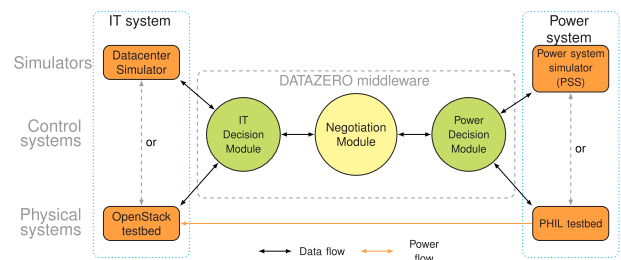 IT system
Power
system
Simulators
Datacenter
Simulator
Power system
simulator
(PSS)
DATAZERO middleware
Control
systems
or
IT
Decision
Module
Negotiation
Module
Power
Decision
Module
or
Physical
systems
OpenStack
testbed
PHIL testbed
Data flow
Power
flow